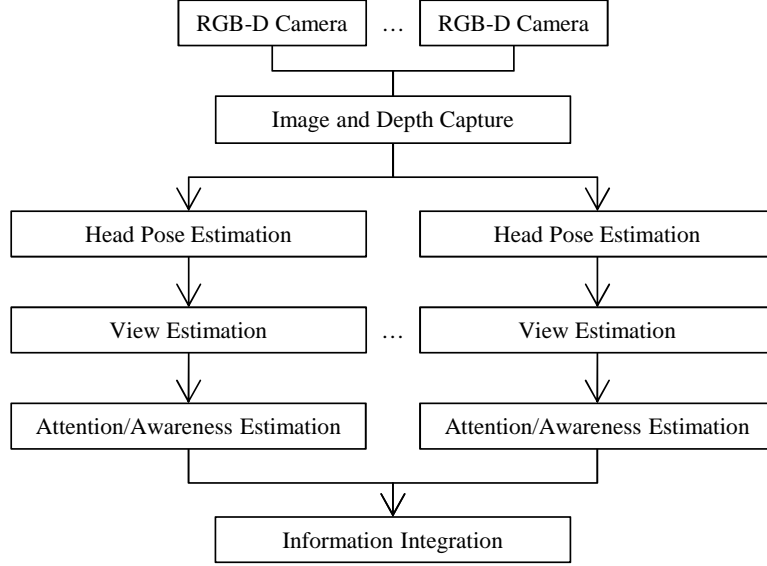 RGB-D Camera … RGB-D Camera
Image and Depth Capture
Head Pose Estimation Head Pose Estimation
View Estimation … View Estimation
Attention/Awareness Estimation Attention/Awareness Estimation
Information Integration